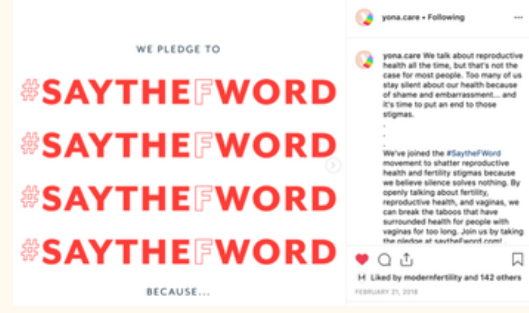 WE PLEDGE TO
#SAYTHEFWORD
#SAYTHEFWORD
#SAYTHEFWORD
#SAYTHEFWORD
BECAUSE...
yona.care • Following
yona.care We talk about reproductive
health all the time, but that's not the
case for most people. Too many of us
stay silent about our health because
of shame and embarrassment... and
it's time to put an end to those
stigmas.
.
.
.
We've joined the #SaytheFWord
movement to shatter reproductive
health and fertility stigmas because
we believe silence solves nothing. By
openly talking about fertility,
reproductive health, and vaginas, we
can break the taboos that have
surrounded health for people with
vaginas for too long. Join us by taking
the pledge at saytheFword.com!
Liked by modernfertility and 142 others
FEBRUARY 21, 2018